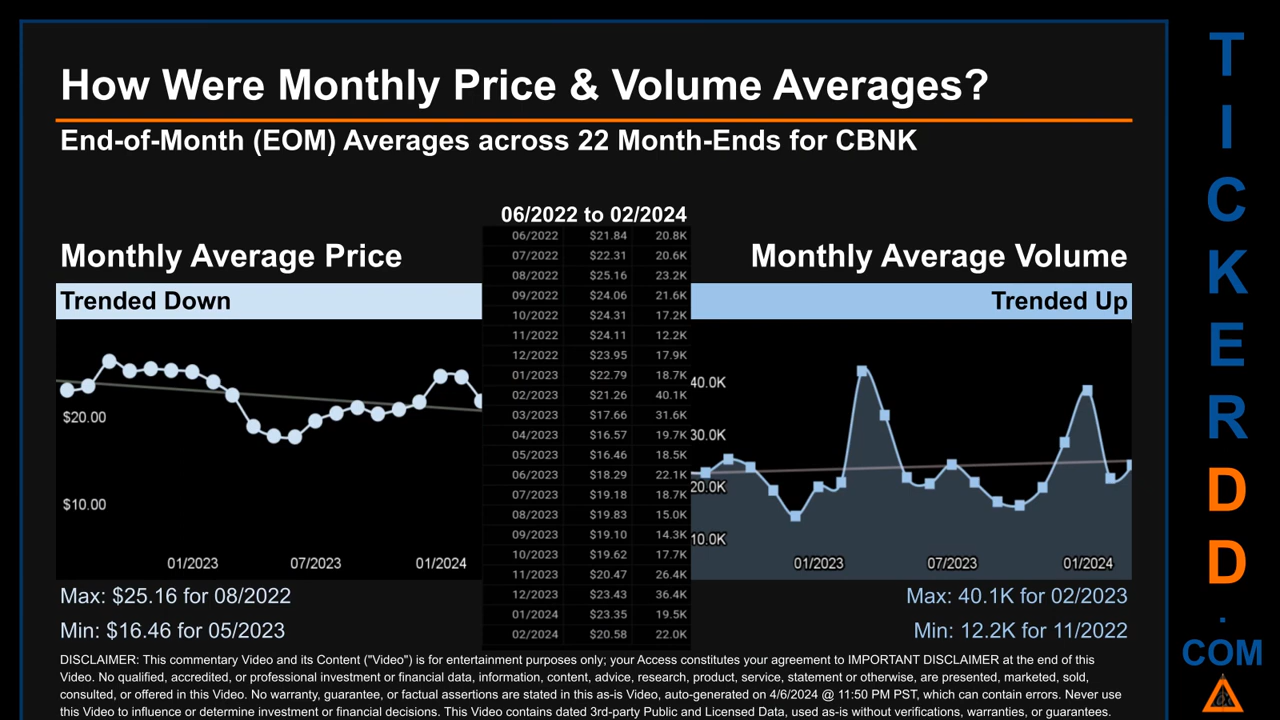 How Were Monthly Price & Volume Averages?
End-of-Month (EOM) Averages across 22 Month-Ends for CBNK
06/2022 to 02/2024
Monthly Average Price
Trended Down
$20.00
$10.00
01/2023 07/2023 01/2024
Max: $25.16 for 08/2022
Min: $16.46 for 05/2023
06/2022 $21.84 20.8K
07/2022 $22.31 20.6K
08/2022 $25.16 23.2K
09/2022 $24.06 21.6K
10/2022 $24.31 17.2K
11/2022 $24.11 12.2K
12/2022 $23.95 17.9K
01/2023 $22.79 18.7K
02/2023 $21.26 40.1K
03/2023 $17.66 31.6K
04/2023 $16.57 19.7K
05/2023 $16.46 18.5K
06/2023 $18.29 22.1K
07/2023 $19.18 18.7K
08/2023 $19.83 15.0K
09/2023 $19.10 14.3K
10/2023 $19.62 17.7K
11/2023 $20.47 26.4K
12/2023 $23.43 36.4K
01/2024 $23.35 19.5K
02/2024 $20.58 22.0K
Monthly Average Volume
Trended Up
40.0K
30.0K
20.0K
10.0K
01/2023 07/2023 01/2024
Max: 40.1K for 02/2023
Min: 12.2K for 11/2022
DISCLAIMER: This commentary Video and its Content ("Video") is for entertainment purposes only; your Access constitutes your agreement to IMPORTANT DISCLAIMER at the end of this
Video. No qualified, accredited, or professional investment or financial data, information, content, advice, research, product, service, statement or otherwise, are presented, marketed, sold,
consulted, or offered in this Video. No warranty, guarantee, or factual assertions are stated in this as-is Video, auto-generated on 4/6/2024 @ 11:50 PM PST, which can contain errors. Never use
this Video to influence or determine investment or financial decisions. This Video contains dated 3rd-party Public and Licensed Data, used as-is without verifications, warranties, or guarantees.
T
I
C
K
E
R
D
D
.
COM